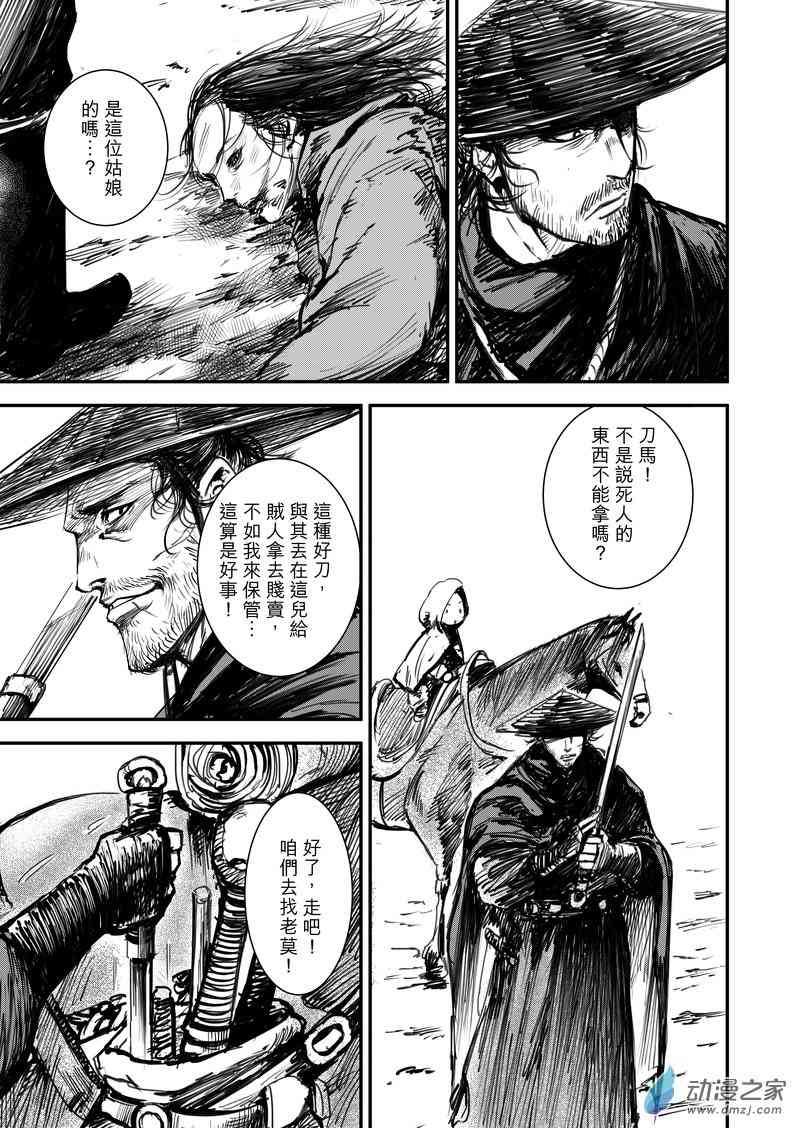 是這位姑娘
的嗎…？
刀馬！
不是説死人的
東西不能拿嗎？
這種好刀，
與其丟在這兒給
賊人拿去賤賣，
不如我來保管…
這算是好事！
好了，走吧！
咱們去找老莫！
动漫之家
www.dmzj.com